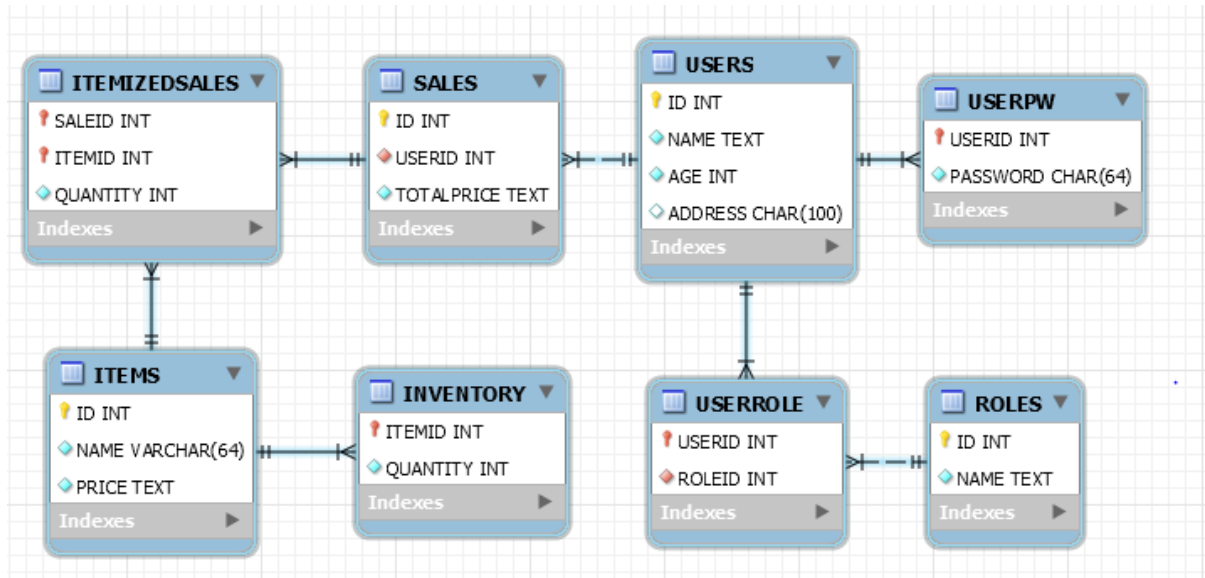 ITEMIZEDSALES
SALEID INT
ITEMID INT
QUANTITY INT
Indexes
SALES
ID INT
USERID INT
TOTALPRICE TEXT
Indexes
USERS
ID INT
NAME TEXT
AGE INT
ADDRESS CHAR(100)
Indexes
USERPW
USERID INT
PASSWORD CHAR(64)
Indexes
ITEMS
ID INT
NAME VARCHAR(64)
PRICE TEXT
Indexes
INVENTORY
ITEMID INT
QUANTITY INT
Indexes
USERROLE
USERID INT
ROLEID INT
Indexes
ROLES
ID INT
NAME TEXT
Indexes